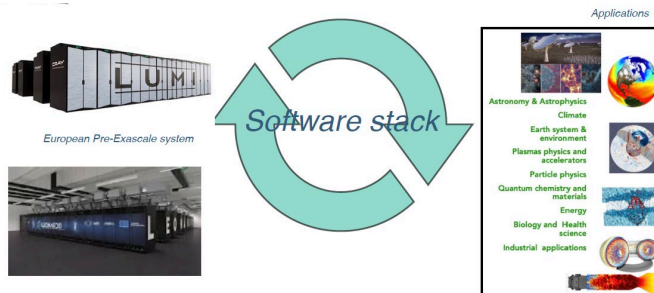 Applications
CRAY
LUMI
Software stack
European Pre-Exascale system
Astronomy & Astrophysics
Climate
Earth system &
environment
Plasmas physics and
accelerators
Particle physics
Quantum chemistry and
materials
Energy
Biology and Health
science
Industrial applications